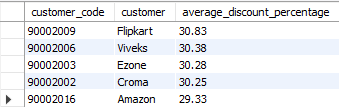 customer_code customer average_discount_percentage
90002009 Flipkart 30.83
90002006 Viveks 30.38
90002003 Ezone 30.28
90002002 Croma 30.25
90002016 Amazon 29.33